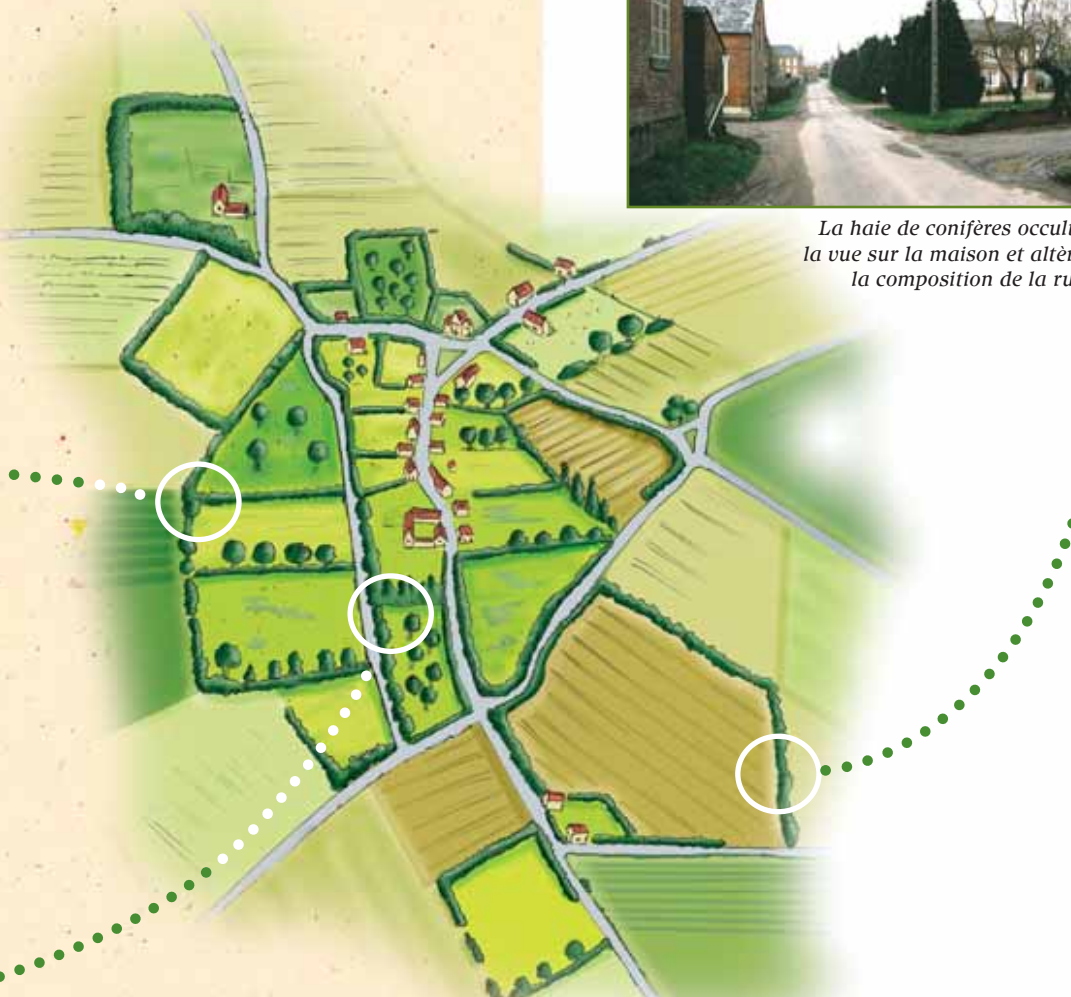 La haie de conifères
la vue sur la maison et
la composition de la